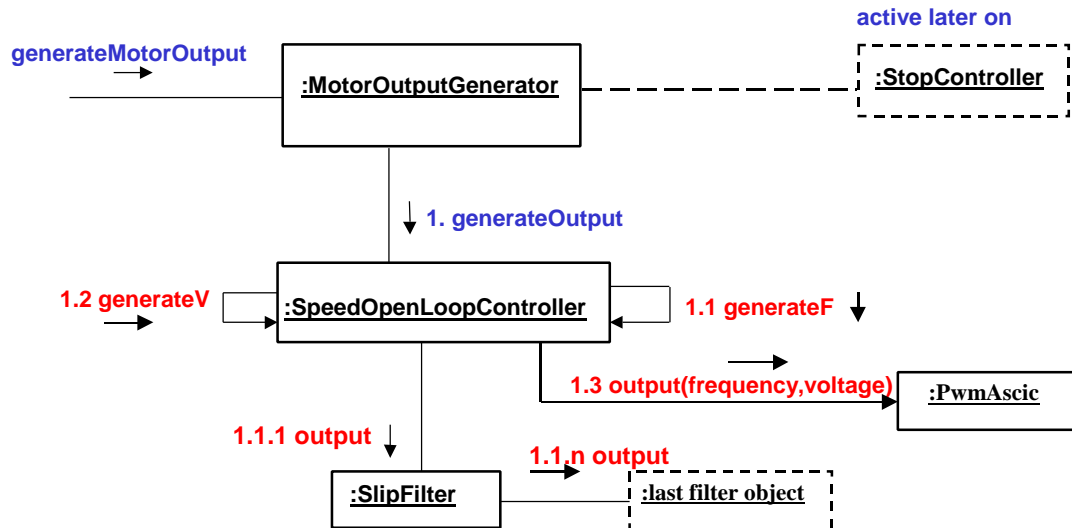 active later on
generateMotorOutput
:MotorOutputGenerator
:StopController
1. generateOutput
1.2 generateV
:SpeedOpenLoopController
1.1 generateF
1.3 output(frequency,voltage)
:PwmAscic
1.1.1 output
1.1.n output
:SlipFilter
:last filter object